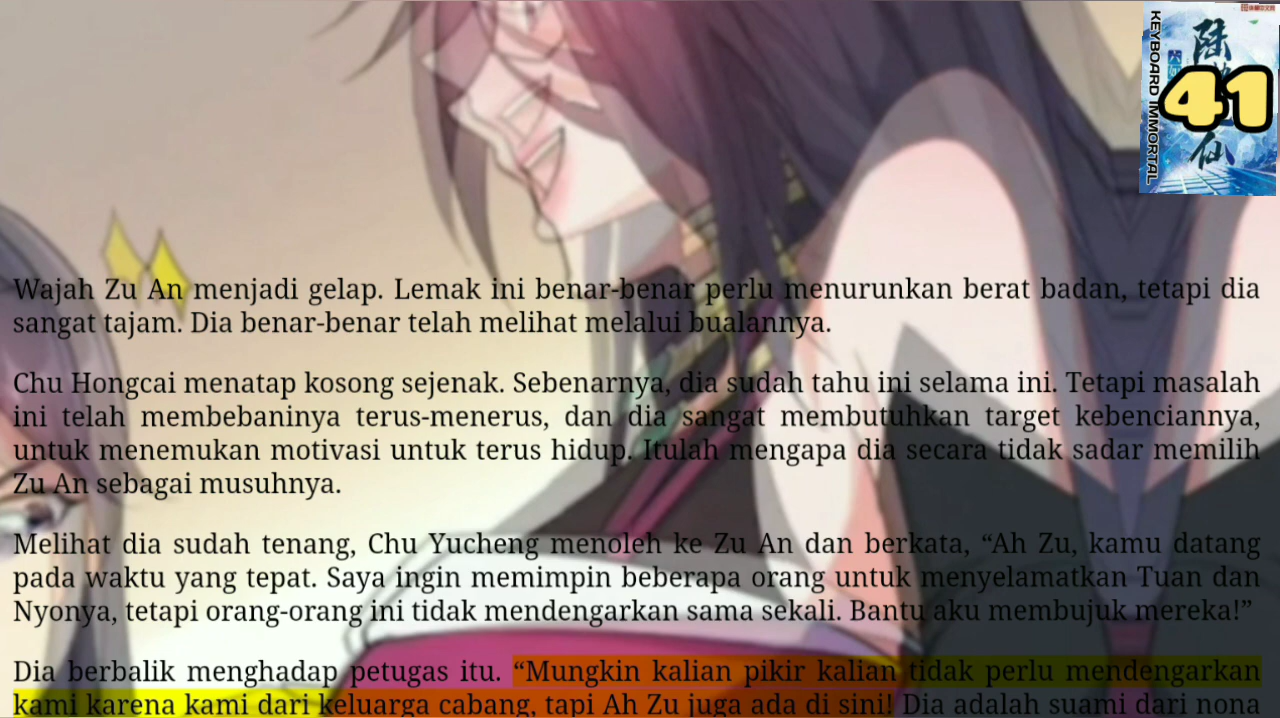 KEYBOARD IMMORTAL
41
仙
Wajah Zu An menjadi gelap. Lemak ini benar-benar perlu menurunkan berat badan, tetapi dia
sangat tajam. Dia benar-benar telah melihat melalui bualannya.
Chu Hongcai menatap kosong sejenak. Sebenarnya, dia sudah tahu ini selama ini. Tetapi masalah
ini telah membebaninya terus-menerus, dan dia sangat membutuhkan target kebenciannya,
untuk menemukan motivasi untuk terus hidup. Itulah mengapa dia secara tidak sadar memilih
Zu An sebagai musuhnya.
Melihat dia sudah tenang, Chu Yucheng menoleh ke Zu An dan berkata, “Ah Zu, kamu datang
pada waktu yang tepat. Saya ingin memimpin beberapa orang untuk menyelamatkan Tuan dan
Nyonya, tetapi orang-orang ini tidak mendengarkan sama sekali. Bantu aku membujuk mereka!”
Dia berbalik menghadap petugas itu. “Mungkin kalian pikir kalian tidak perlu mendengarkan
kami karena kami dari keluarga cabang, tapi Ah Zu juga ada di sini! Dia adalah suami dari nona